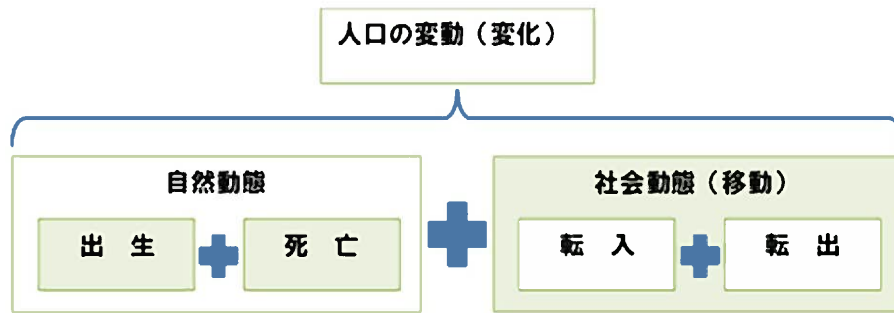 人口の変動（変化）
自然動態
社会動態（移動）
出　生
死　亡
転　入
転　出